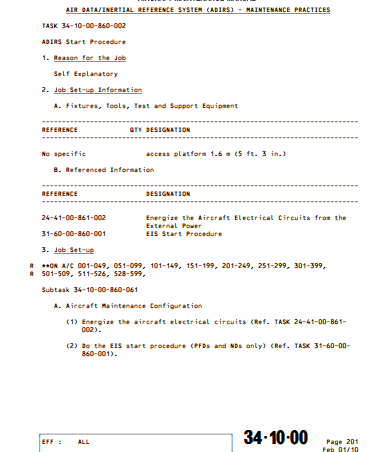 AIR DATA/INERTIAL REFERENCE SYSTEM (ADIRS) - MAINTENANCE PRACTICES
TASK 34-10-00-860-002
ADIRS Start Procedure
1. Reason for the Job
Self Explanatory
2. Job Set-up Information
A. Fixtures, Tools, Test and Support Equipment
REFERENCE QTY DESIGNATION
No specific access platform 1.6 m (5 ft. 3 in.)
B. Referenced Information
REFERENCE DESIGNATION
24-41-00-861-002 Energize the Aircraft Electrical Circuits from the
External Power
31-60-00-860-001 EIS Start Procedure
3. Job Set-up
R **ON A/C 001-049, 051-099, 101-149, 151-199, 201-249, 251-299, 301-399,
R 501-509, 511-526, 528-599,
Subtask 34-10-00-860-061
A. Aircraft Maintenance Configuration
(1) Energize the aircraft electrical circuits (Ref. TASK 24-41-00-861-
002).
(2) Do the EIS start procedure (PFDs and NDs only) (Ref. TASK 31-60-00-
860-001).
EFF : ALL
34-10-00
Page 201
Feb 01/10